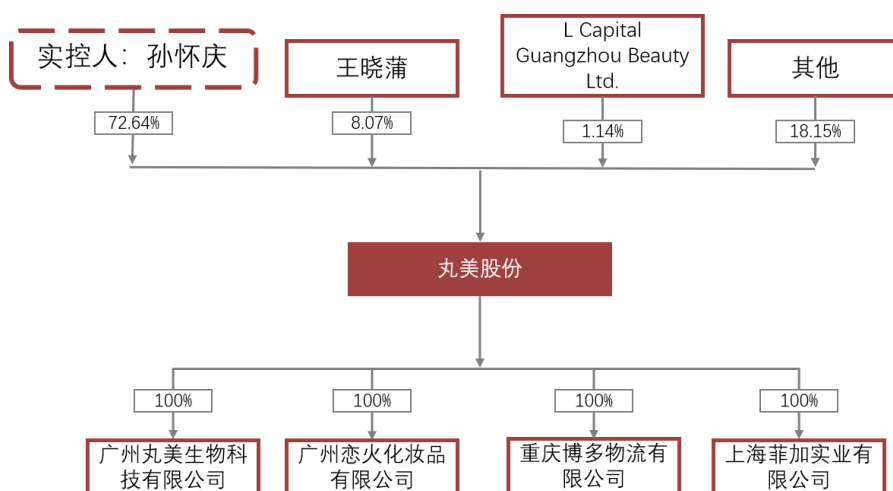 实控人：孙怀庆
王晓蒲
L Capital
Guangzhou Beauty
Ltd.
其他
72.64%
8.07%
1.14%
18.15%
丸美股份
100%
100%
100%
100%
广州丸美生物科
技有限公司
广州恋火化妆品
有限公司
重庆博多物流有
限公司
上海菲加实业有
限公司